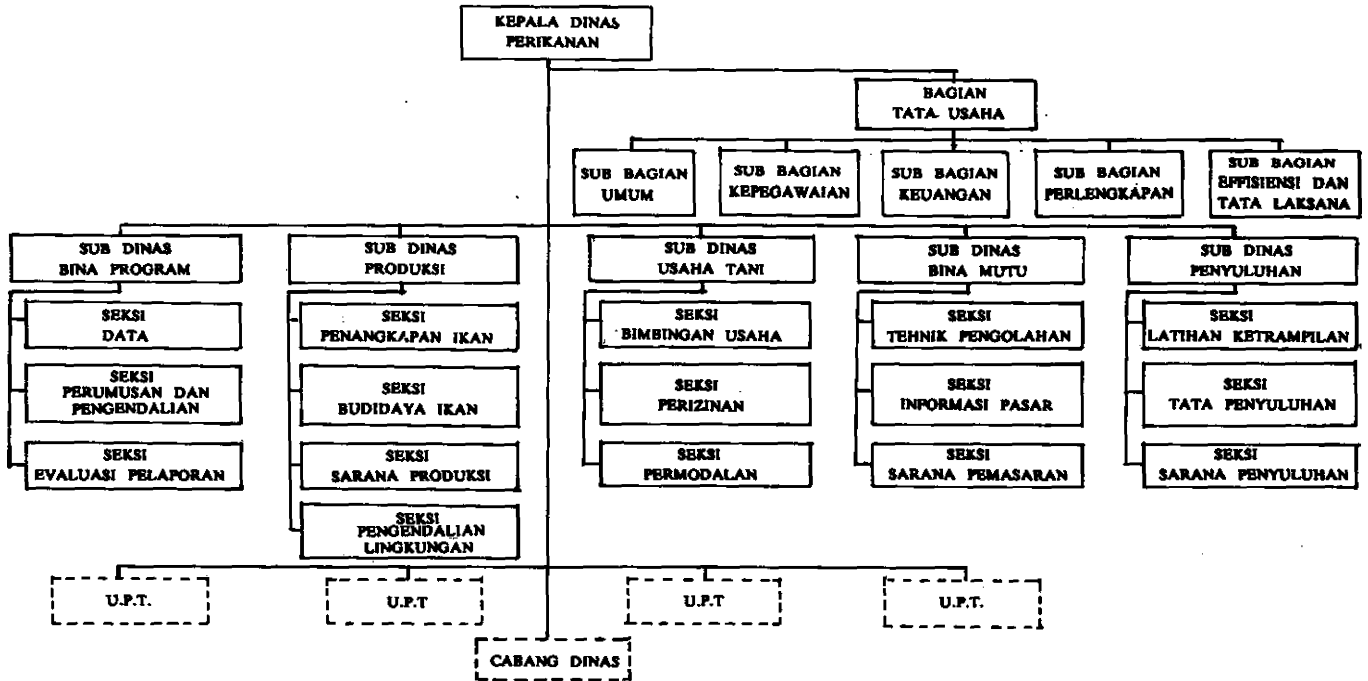 KEPALA DINAS
PERIKANAN
BAGIAN
TATA USAHA
SUB BAGIAN
UMUM
SUB BAGIAN
KEPEGAWAIAN
SUB BAGIAN
KEUANGAN
SUB BAGIAN
PERLENGKAPAN
SUB BAGIAN
EFFISIENSI DAN
TATA LAKSANA
SUB DINAS
BINA PROGRAM
SUB DINAS
PRODUKSI
SUB DINAS
USAHA TANI
SUB DINAS
BINA MUTU
SUB DINAS
PENYULUHAN
SEKSI
DATA
SEKSI
PENANGKAPAN IKAN
SEKSI
BIMBINGAN USAHA
SEKSI
TEHNIK PENGOLAHAN
SEKSI
LATIHAN KETRAMPILAN
SEKSI
PERUMUSAN DAN
PENGENDALIAN
SEKSI
BUDIDAYA IKAN
SEKSI
PERIZINAN
SEKSI
INFORMASI PASAR
SEKSI
TATA PENYULUHAN
SEKSI
EVALUASI PELAPORAN
SEKSI
SARANA PRODUKSI
SEKSI
PERMODALAN
SEKSI
SARANA PEMASARAN
SEKSI
SARANA PENYULUHAN
SEKSI
PENGENDALIAN
LINGKUNGAN
U.P.T.
U.P.T
U.P.T
U.P.T.
CABANG DINAS